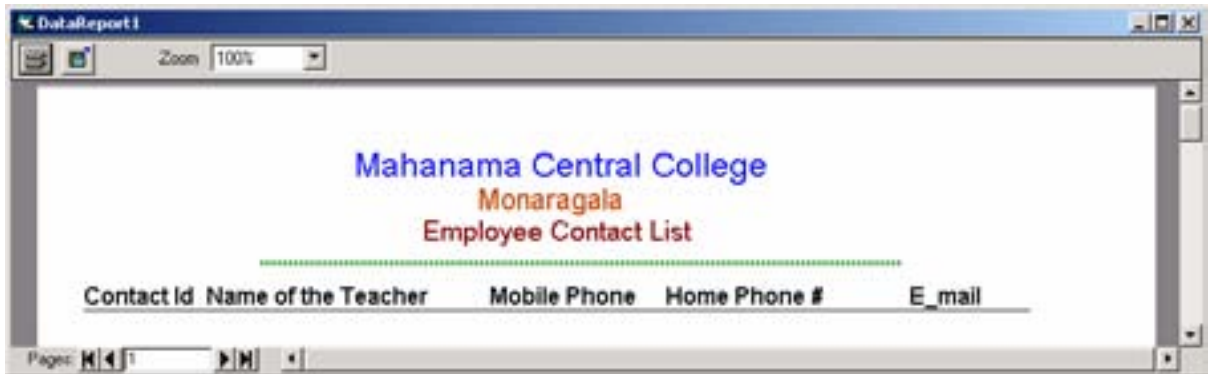 DataReport1
Zoom 100%
Mahanama Central College
Monaragala
Employee Contact List
Contact Id Name of the Teacher Mobile Phone Home Phone # E_mail
Pages: 1